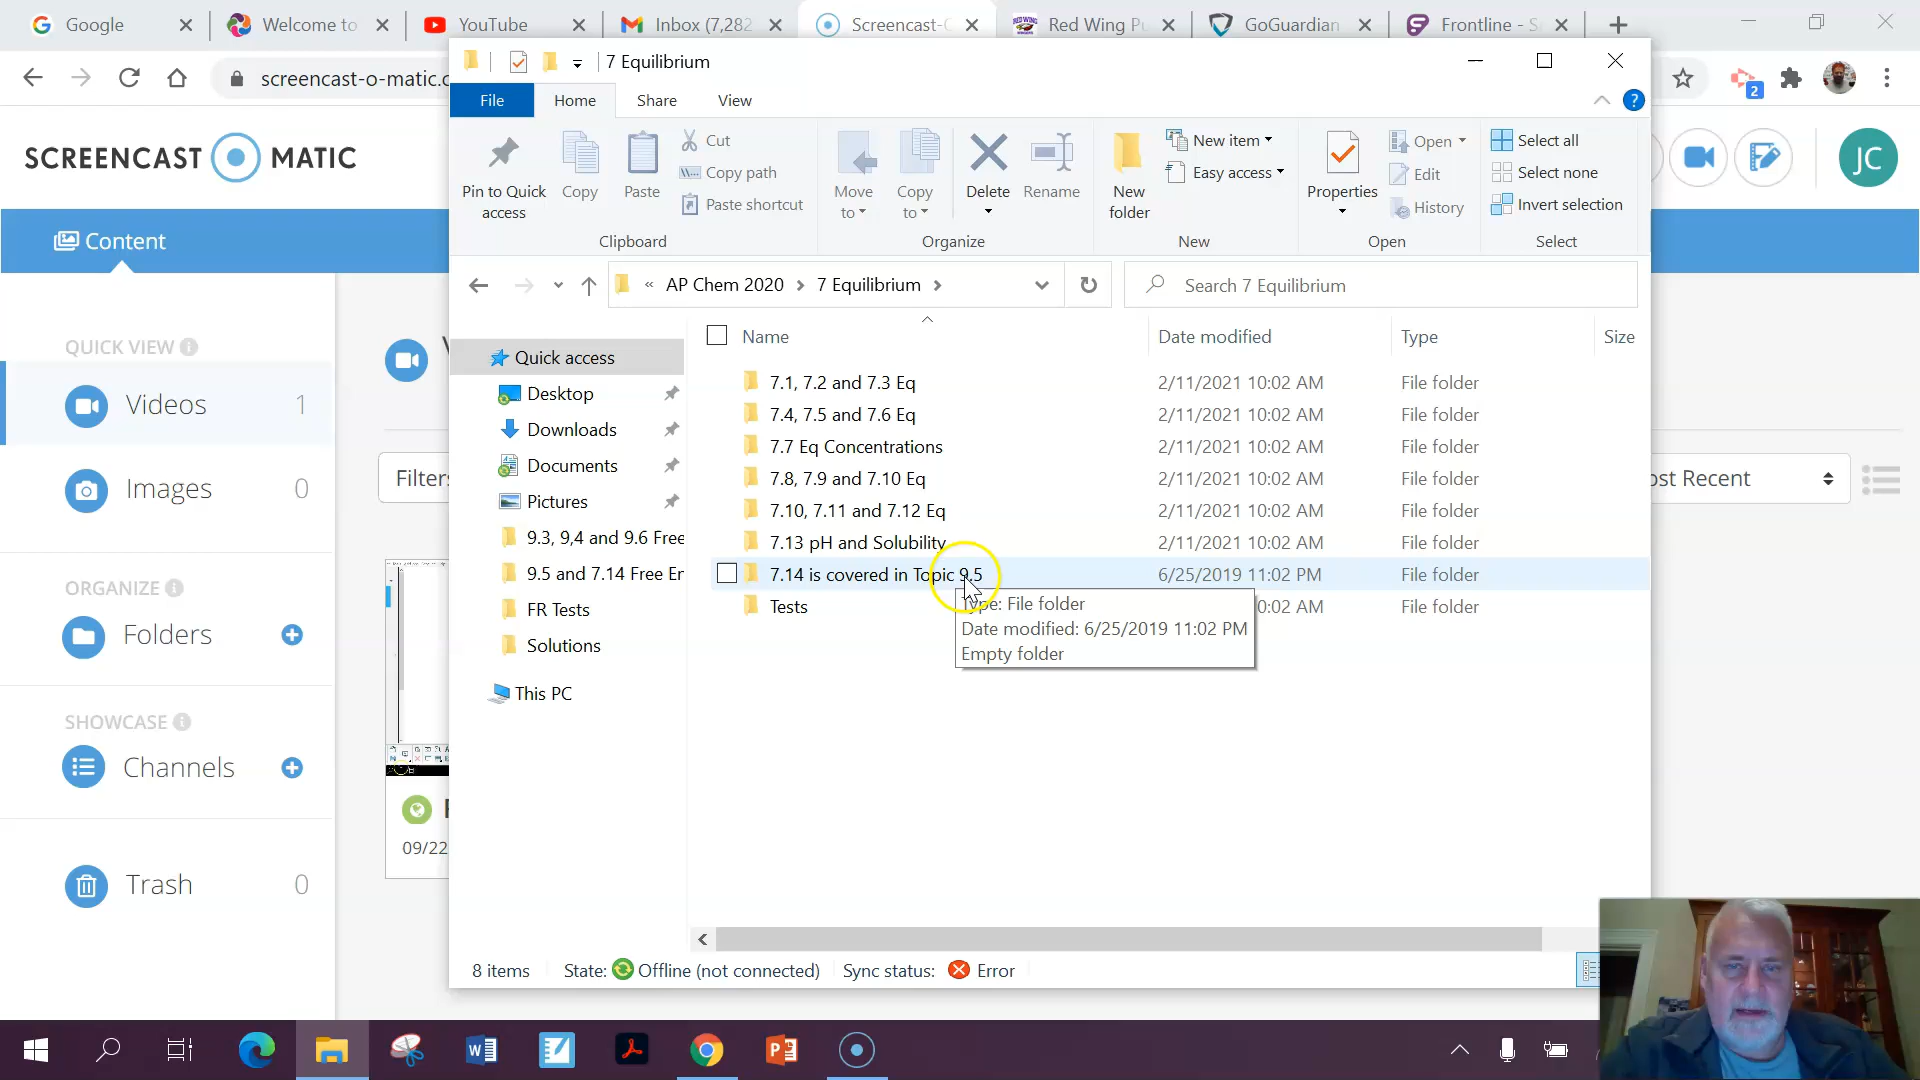 Google
Welcome to
YouTube
Inbox (7,282
Screencast-O
Red Wing Pu
GoGuardian
Frontline - S
screencast-o-matic.c
2
7 Equilibrium
File
Home
Share
View
SCREENCAST MATIC
JC
Pin to Quick access
Copy
Paste
Cut
Copy path
Paste shortcut
Clipboard
Move to
Copy to
Delete
Rename
Organize
New folder
New item
Easy access
New
Properties
Open
Edit
History
Open
Select all
Select none
Invert selection
Select
Content
« AP Chem 2020 7 Equilibrium
Search 7 Equilibrium
QUICK VIEW
Videos 1
Images 0
ORGANIZE
Folders
SHOWCASE
Channels
Trash 0
Filters
ost Recent
09/22
Quick access
Desktop
Downloads
Documents
Pictures
9.3, 9,4 and 9.6 Free
9.5 and 7.14 Free Er
FR Tests
Solutions
This PC
Name Date modified Type Size
7.1, 7.2 and 7.3 Eq 2/11/2021 10:02 AM File folder
7.4, 7.5 and 7.6 Eq 2/11/2021 10:02 AM File folder
7.7 Eq Concentrations 2/11/2021 10:02 AM File folder
7.8, 7.9 and 7.10 Eq 2/11/2021 10:02 AM File folder
7.10, 7.11 and 7.12 Eq 2/11/2021 10:02 AM File folder
7.13 pH and Solubility 2/11/2021 10:02 AM File folder
7.14 is covered in Topic 9.5 6/25/2019 11:02 PM File folder
Tests 0:02 AM File folder
Type: File folder
Date modified: 6/25/2019 11:02 PM
Empty folder
8 items State: Offline (not connected) Sync status: Error